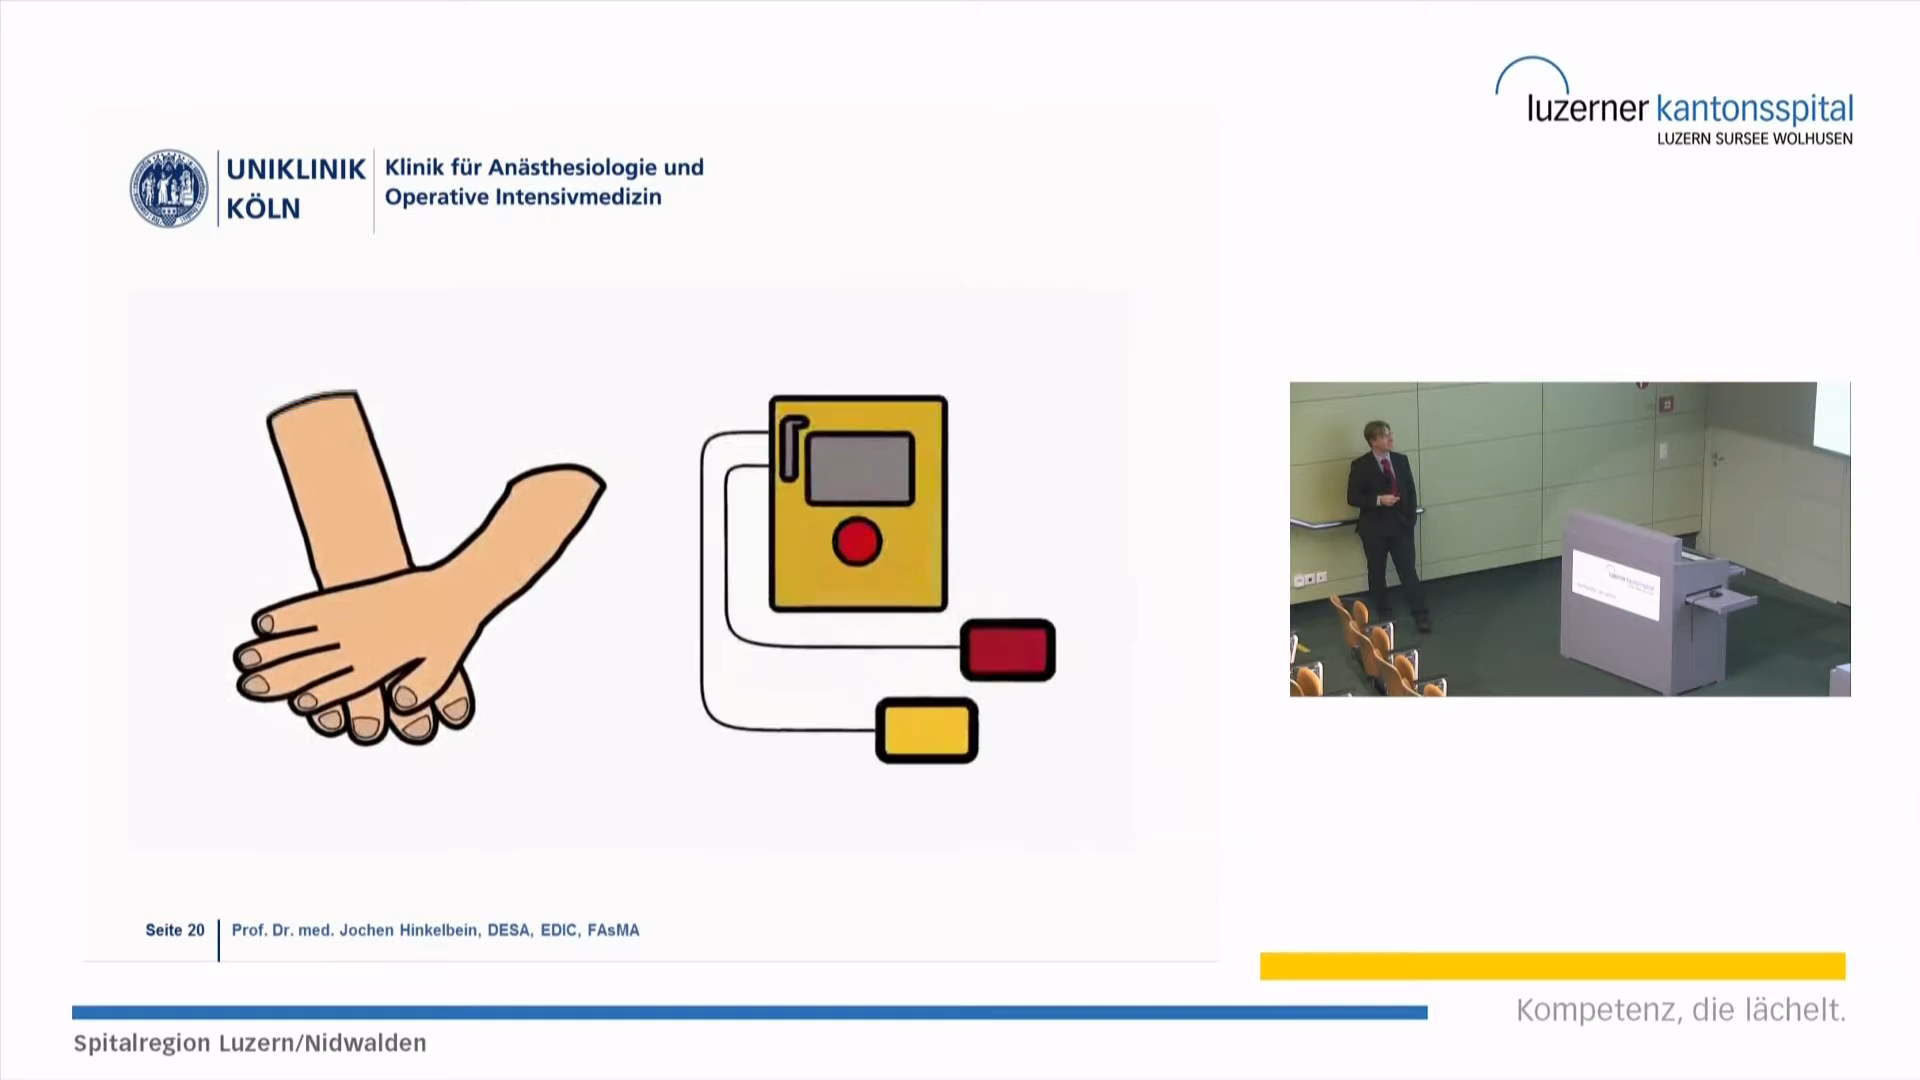 luzerner kantonsspital
LUZERN SURSEE WOLHUSEN
UNIKLINIK
KÖLN
Klinik für Anästhesiologie und
Operative Intensivmedizin
Seite 20
Prof. Dr. med. Jochen Hinkelbein, DESA, EDIC, FAsMA
Kompetenz, die lächelt.
Spitalregion Luzern/Nidwalden